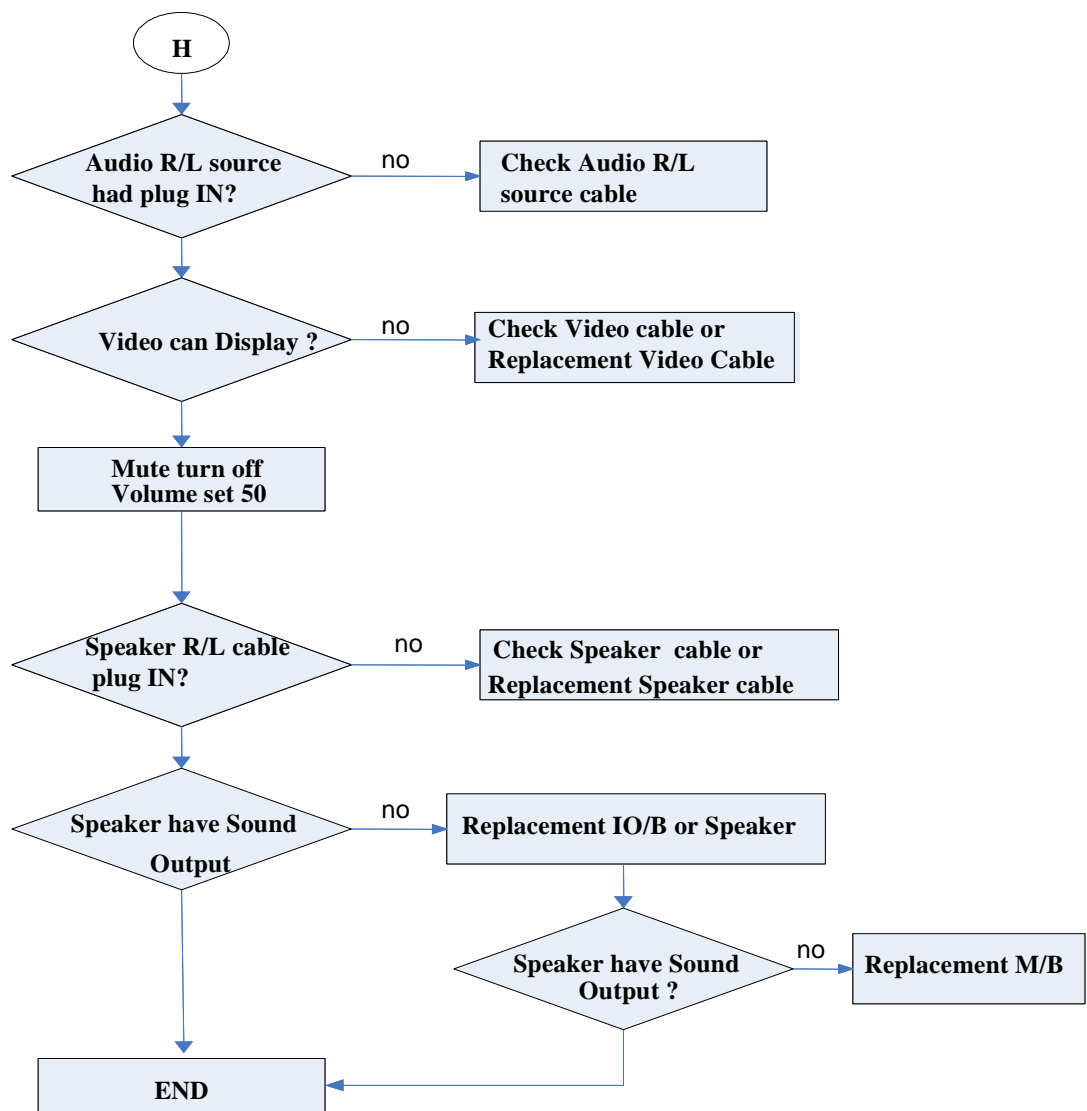 H
Audio R/L source
had plug IN?
no
Check Audio R/L
source cable
Video can Display ?
no
Check Video cable or
Replacement Video Cable
Mute turn off
Volume set 50
Speaker R/L cable
plug IN?
no
Check Speaker cable or
Replacement Speaker cable
Speaker have Sound
Output
no
Replacement IO/B or Speaker
Speaker have Sound
Output ?
no
Replacement M/B
END